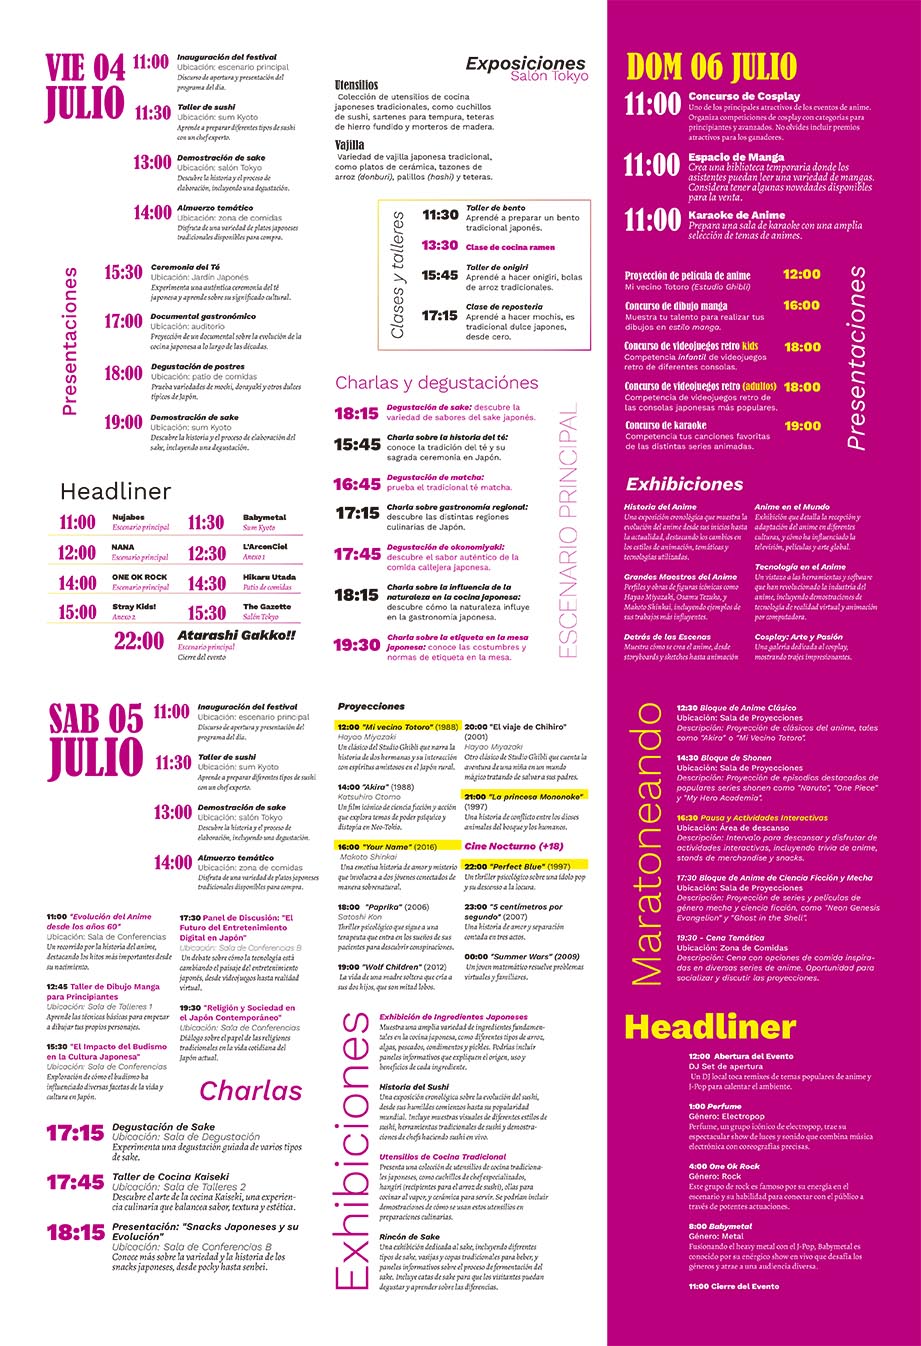 VIE 04
JULIO
11:00
Inauguración del festival
Ubicación: escenario principal
Discurso de apertura y presentación del
programa del día.
11:30
Taller de sushi
Ubicación: sum Kyoto
Aprende a preparar diferentes tipos de sushi
con un chef experto.
13:00
Demostración de sake
Ubicación: salón Tokyo
Descubre la historia y el proceso de
elaboración, incluyendo una degustación.
14:00
Almuerzo temático
Ubicación: zona de comidas
Disfruta de una variedad de platos japoneses
tradicionales disponibles para compra.
Presentaciones
15:30
Ceremonia del Té
Ubicación: Jardín Japonés
Experimenta una auténtica ceremonia del té
japonesa y aprende su significado cultural.
17:00
Documental gastronómico
Ubicación: auditorio
Proyección de un documental sobre la evolución de la
cocina japonesa a lo largo de las décadas.
18:00
Degustación de postres
Ubicación: patio de comidas
Prueba variedades de mochi, dorayaki y otros dulces
típicos de Japón.
19:00
Demostración de sake
Ubicación: sum Kyoto
Descubre la historia y el proceso de elaboración del
sake, incluyendo una degustación.
Headliner
11:00 Nujabes
Escenario principal
11:30 Babymetal
Sum Kyoto
12:00 NANA
Escenario principal
12:30 L'ArcenCiel
Anexo 1
14:00 ONE OK ROCK
Escenario principal
14:30 Hikaru Utada
Patio de comidas
15:00 Stray Kids!
Anexo 2
15:30 The Gazette
Salón Tokyo
22:00 Atarashi Gakko!!
Escenario principal
Cierre del evento
Exposiciones
Salón Tokyo
Utensilios
Colección de utensilios de cocina
japoneses tradicionales, como cuchillos
de sushi, sartenes para tempura, teteras
de hierro fundido y morteros de madera.
Vajilla
Variedad de vajilla japonesa tradicional,
como platos de cerámica, tazones de
arroz (donburi), palillos (hashi) y teteras.
Clases y talleres
11:30
Taller de bento
Aprendé a preparar un bento
tradicional japonés.
13:30 Clase de cocina ramen
15:45
Taller de onigiri
Aprendé a hacer onigiri, bolas
de arroz tradicionales.
17:15
Clase de repostería
Aprendé a hacer mochis, es
tradicional dulce japones,
desde cero.
Charlas y degustaciónes
ESCENARIO PRINCIPAL
18:15 Degustación de sake: descubre la
variedad de sabores del sake japonés.
15:45 Charla sobre la historia del té:
conoce la tradición del té y su
sagrada ceremonia en Japón.
16:45 Degustación de matcha:
prueba el tradicional té matcha.
17:15 Charla sobre gastronomía regional:
descubre las distintas regiones
culinarias de Japón.
17:45 Degustación de okonomiyaki:
descubre el sabor auténtico de la
comida callejera japonesa.
18:15 Charla sobre la influencia de la
naturaleza en la cocina japonesa:
descubre cómo la naturaleza influye
en la gastronomía japonesa.
19:30 Charla sobre la etiqueta en la mesa
japonesa: conoce las costumbres y
normas de etiqueta en la mesa.
DOM 06 JULIO
11:00 Concurso de Cosplay
Uno de los principales atractivos de los eventos de anime.
Organiza competiciones de cosplay con categorías para
principiantes y avanzados. No olvides incluir premios
atractivos para los ganadores.
11:00 Espacio de Manga
Crea una biblioteca temporaria donde los
asistentes puedan leer una variedad de mangas.
Considera tener algunas novedades disponibles
para la venta.
11:00 Karaoke de Anime
Prepara una sala de karaoke con una amplia
selección de temas de animes.
Presentaciones
Proyección de película de anime 12:00
Mi vecino Totoro (Estudio Ghibli)
Concurso de dibujo manga 16:00
Muestra tu talento para realizar tus
dibujos en estilo manga.
Concurso de videojuegos retro kids 18:00
Competencia infantil de videojuegos
retro de diferentes consolas.
Concurso de videojuegos retro (adultos) 18:00
Competencia de videojuegos retro de
las consolas japonesas más populares.
Concurso de karaoke 19:00
Competencia tus canciones favoritas
de las distintas series animadas.
Exhibiciones
Historia del Anime
Una exposición cronológica que muestra la
evolución del anime desde sus inicios hasta
la actualidad, destacando los cambios en
los estilos de animación, temáticas y
tecnologías utilizadas.
Grandes Maestros del Anime
Perfiles y obras de figuras icónicas como
Hayao Miyazaki, Osamu Tezuka, y
Makoto Shinkai, incluyendo ejemplos de
sus trabajos más influyentes.
Detrás de las Escenas
Muestra cómo se crea el anime, desde
storyboards y sketches hasta animación
Anime en el Mundo
Exhibición que detalla la recepción y
adaptación del anime en diferentes
culturas, y cómo ha influenciado la
televisión, películas y arte global.
Tecnología en el Anime
Un vistazo a las herramientas y software
que han revolucionado la industria del
anime, incluyendo demostraciones de
tecnología de realidad virtual y animación
por computadora.
Cosplay: Arte y Pasión
Una galería dedicada al cosplay,
mostrando trajes impresionantes.
SAB 05
JULIO
11:00
Inauguración del festival
Ubicación: escenario principal
Discurso de apertura y presentación del
programa del día.
11:30
Taller de sushi
Ubicación: sum Kyoto
Aprende a preparar diferentes tipos de sushi
con un chef experto.
13:00
Demostración de sake
Ubicación: salón Tokyo
Descubre la historia y el proceso de
elaboración, incluyendo una degustación.
14:00
Almuerzo temático
Ubicación: zona de comidas
Disfruta de una variedad de platos japoneses
tradicionales disponibles para compra.
11:00 "Evolución del Anime
desde los años 60"
Ubicación: Sala de Conferencias
Un recorrido por la historia del anime,
destacando los hitos más importantes desde
su nacimiento.
12:45 Taller de Dibujo Manga
para Principiantes
Ubicación: Sala de Talleres 1
Aprende las técnicas básicas para empezar
a dibujar tus propios personajes.
15:30 "El Impacto del Budismo
en la Cultura Japonesa"
Ubicación: Sala de Conferencias
Exploración de cómo el budismo ha
influenciado diversas facetas de la vida y
cultura en Japón.
17:30 Panel de Discusión: "El
Futuro del Entretenimiento
Digital en Japón"
Ubicación: Sala de Conferencias B
Un debate sobre cómo la tecnología está
cambiando el paisaje del entretenimiento
japonés, desde videojuegos hasta realidad
virtual.
19:30 "Religión y Sociedad en
el Japón Contemporáneo"
Ubicación: Sala de Conferencias
Diálogo sobre el papel de las religiones
tradicionales en la vida cotidiana del
Japón actual.
Charlas
17:15 Degustación de Sake
Ubicación: Sala de Degustación
Experimenta una degustación guiada de varios tipos
de sake.
17:45 Taller de Cocina Kaiseki
Ubicación: Sala de Talleres 2
Descubre el arte de la cocina Kaiseki, una experien-
cia culinaria que balancea sabor, textura y estética.
18:15 Presentación: "Snacks Japoneses y su
Evolución"
Ubicación: Sala de Conferencias B
Conoce más sobre la variedad y la historia de los
snacks japoneses, desde pocky hasta senbei.
Proyecciones
12:00 "Mi vecino Totoro" (1988)
Hayao Miyazaki
Un clásico del Studio Ghibli que narra la
historia de dos hermanas y su interacción
con espíritus amistosos en el Japón rural.
14:00 "Akira" (1988)
Katsuhiro Otomo
Un film icónico de ciencia ficción y acción
que explora temas de poder psíquico y
distopía en Neo-Tokio.
16:00 "Your Name" (2016)
Makoto Shinkai
Una emotiva historia de amor y misterio
que involucra a dos jóvenes conectados de
manera sobrenatural.
18:00 "Paprika" (2006)
Satoshi Kon
Thriller psicológico que sigue a una
terapeuta que entra en los sueños de sus
pacientes para descubrir conspiraciones.
19:00 "Wolf Children" (2012)
La vida de una madre soltera que cría a
sus dos hijos, que son mitad lobos.
20:00 "El viaje de Chihiro"
(2001)
Hayao Miyazaki
Otro clásico de Studio Ghibli que cuenta la
aventura de una niña en un mundo
mágico tratando de salvar a sus padres.
21:00 "La princesa Mononoke"
(1997)
Una historia de conflicto entre los dioses
animales del bosque y los humanos.
Cine Nocturno (+18)
22:00 "Perfect Blue" (1997)
Un thriller psicológico sobre una ídolo pop
y su descenso a la locura.
23:00 "5 centímetros por
segundo" (2007)
Una historia de amor y separación
contada en tres actos.
00:00 "Summer Wars" (2009)
Un joven matemático resuelve problemas
virtuales y familiares.
Exhibiciones
Exhibición de Ingredientes Japoneses
Muestra una amplia variedad de ingredientes fundamen-
tales en la cocina japonesa, como diferentes tipos de arroz,
algas, pescados, condimentos y pickles. Podrías incluir
paneles informativos que expliquen el origen, uso y
beneficios de cada ingrediente.
Historia del Sushi
Una exposición cronológica sobre la evolución del sushi,
desde sus humildes comienzos hasta su popularidad
mundial. Incluye muestras visuales de diferentes estilos de
sushi, herramientas tradicionales de sushi y demostra-
ciones de chefs haciendo sushi en vivo.
Utensilios de Cocina Tradicional
Presenta una colección de utensilios de cocina tradiciona-
les japoneses, como cuchillos de chef especializados,
hangiri (recipientes para el arroz de sushi), ollas para
cocinar al vapor, y cerámica para servir. Se podrían incluir
demostraciones de cómo se usan estos utensilios en
preparaciones culinarias.
Rincón de Sake
Una exhibición dedicada al sake, incluyendo diferentes
tipos de sake, vasijas y copas tradicionales para beber, y
paneles informativos sobre el proceso de fermentación del
sake. Incluye catas de sake para que los visitantes puedan
degustar y aprender sobre las diferencias.
Maratoneando
12:30 Bloque de Anime Clásico
Ubicación: Sala de Proyecciones
Descripción: Proyección de clásicos del anime, tales
como "Akira" o "Mi Vecino Totoro".
14:30 Bloque de Shonen
Ubicación: Sala de Proyecciones
Descripción: Proyección de episodios destacados de
populares series shonen como "Naruto", "One Piece"
y "My Hero Academia".
16:30 Pausa y Actividades Interactivas
Ubicación: Área de descanso
Descripción: Intervalo para descansar y disfrutar de
actividades interactivas, incluyendo trivia de anime,
stands de merchandise y snacks.
17:30 Bloque de Anime de Ciencia Ficción y Mecha
Ubicación: Sala de Proyecciones
Descripción: Proyección de series y películas de
género mecha y ciencia ficción, como "Neon Genesis
Evangelion" y "Ghost in the Shell".
19:30 - Cena Temática
Ubicación: Zona de Comidas
Descripción: Cena con opciones de comida inspira-
das en diversas series de anime. Oportunidad para
socializar y discutir las proyecciones.
Headliner
12:00 Abertura del Evento
DJ Set de apertura
Un DJ local toca remixes de temas populares de anime y
J-Pop para calentar el ambiente.
1:00 Perfume
Género: Electropop
Perfume, un grupo icónico de electropop, trae su
espectacular show de luces y sonido que combina música
electrónica con coreografías precisas.
4:00 One Ok Rock
Género: Rock
Este grupo de rock es famoso por su energía en el
escenario y su habilidad para conectar con el público a
través de potentes actuaciones.
8:00 Babymetal
Género: Metal
Fusionando el heavy metal con el J-Pop, Babymetal es
conocido por su enérgico show en vivo que desafía los
géneros y atrae a una audiencia diversa.
11:00 Cierre del Evento